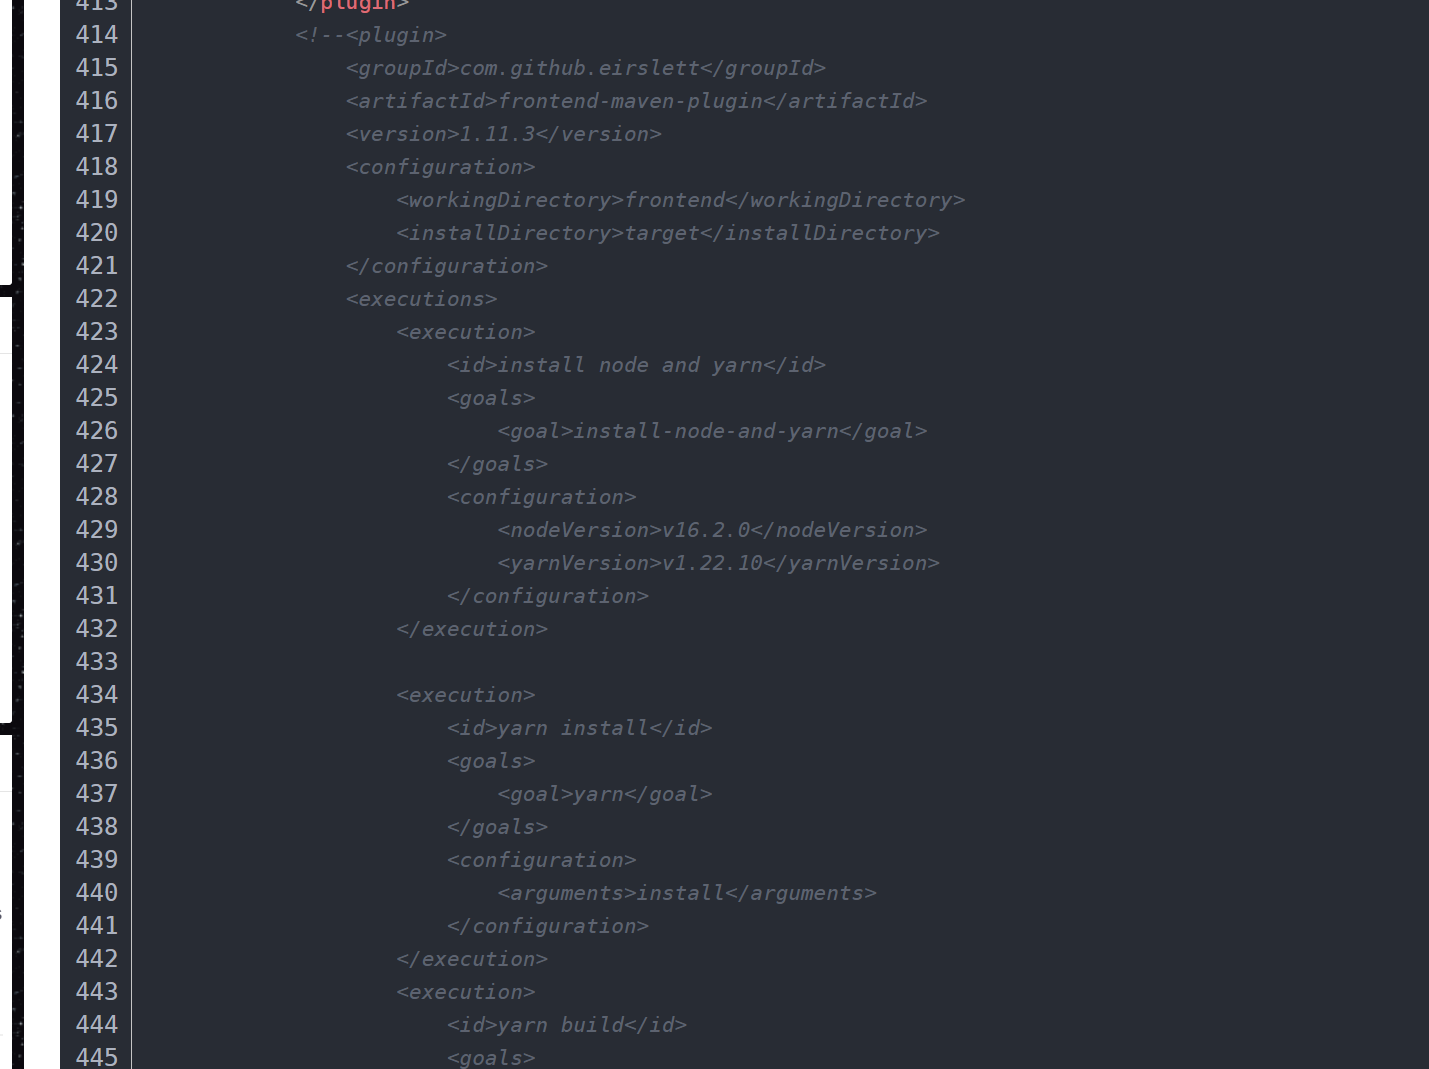 413 </plugin>
414 <!--<plugin>
415 <groupId>com.github.eirslett</groupId>
416 <artifactId>frontend-maven-plugin</artifactId>
417 <version>1.11.3</version>
418 <configuration>
419 <workingDirectory>frontend</workingDirectory>
420 <installDirectory>target</installDirectory>
421 </configuration>
422 <executions>
423 <execution>
424 <id>install node and yarn</id>
425 <goals>
426 <goal>install-node-and-yarn</goal>
427 </goals>
428 <configuration>
429 <nodeVersion>v16.2.0</nodeVersion>
430 <yarnVersion>v1.22.10</yarnVersion>
431 </configuration>
432 </execution>
433
434 <execution>
435 <id>yarn install</id>
436 <goals>
437 <goal>yarn</goal>
438 </goals>
439 <configuration>
440 <arguments>install</arguments>
441 </configuration>
442 </execution>
443 <execution>
444 <id>yarn build</id>
445 <goals>